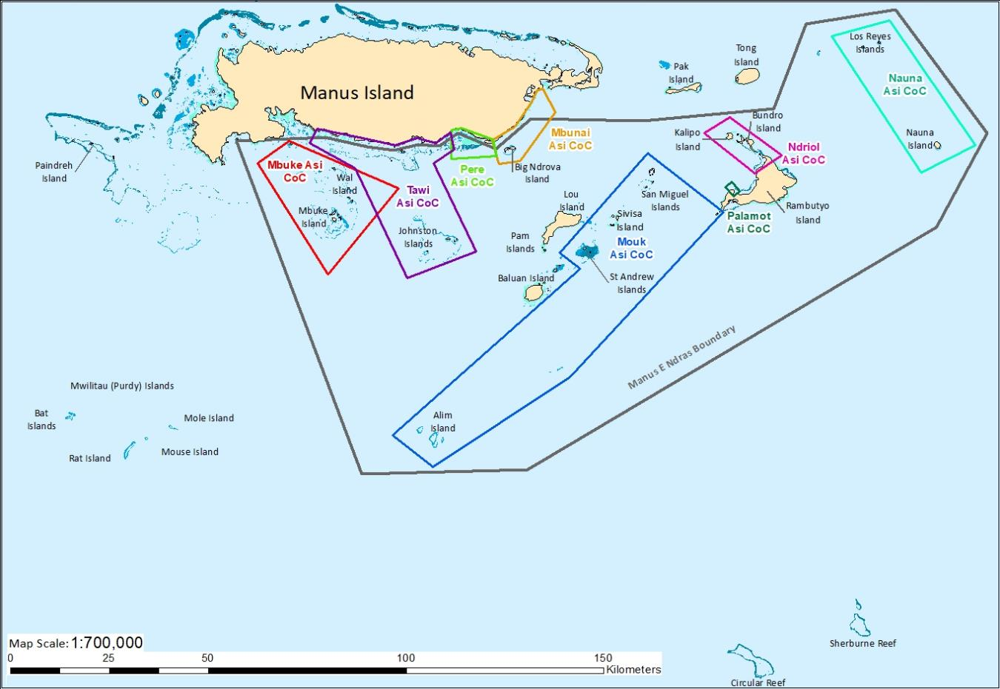 Los Reyes
Islands
Tong
Island
Pak
Island
Nauna
Asi CoC
Manus Island
Bundro
Island
Kalipo
Island
Mbunai
Asi CoC
Nauna
Island
Ndriol
Asi CoC
Paindreh
Island
Mbuke Asi
CoC
Big Ndrova
Island
Pere
Asi CoC
Wal
Island
Tawi
Asi CoC
Lou
Island
San Miguel
Islands
Rambutyo
Island
Mbuke
Island
Sivisa
Island
Palamot
Asi CoC
Johnston
Islands
Pam
Islands
Mouk
Asi CoC
Baluan Island
St Andrew
Islands
Manus E Ndras Boundary
Mwilitau (Purdy) Islands
Bat
Islands
Mole Island
Alim
Island
Rat Island
Mouse Island
Map Scale: 1:700,000
0 25 50 100 150
Kilometers
Sherburne Reef
Circular Reef